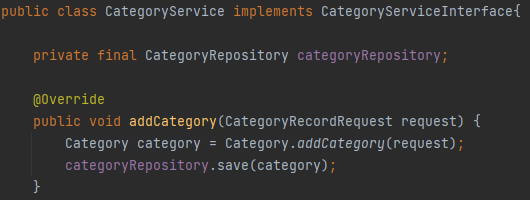 public class CategoryService implements CategoryServiceInterface{
private final CategoryRepository categoryRepository;
@Override
public void addCategory(CategoryRecordRequest request) {
Category category = Category.addCategory(request);
categoryRepository.save(category);
}